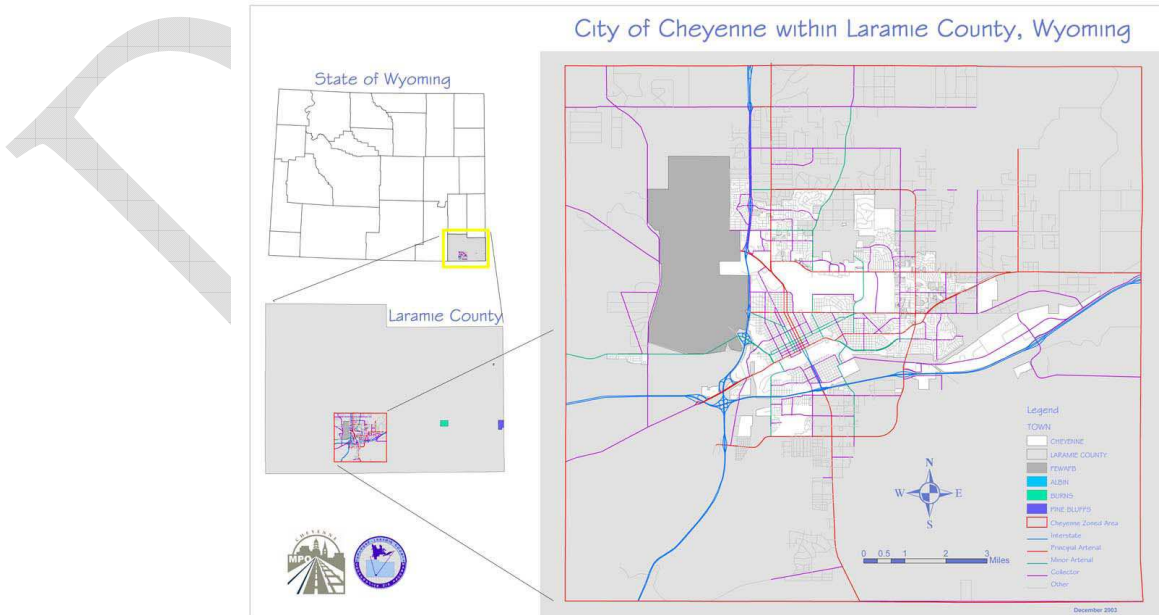 City of Cheyenne within Laramie County, Wyoming
State of Wyoming
Laramie County
Legend
TOWN
CHEYENNE
LARAMIE COUNTY
FEWAFB
ALBIN
BURNS
PINE BLUFFS
Cheyenne Zoned Area
Interstate
Principal Arterial
Minor Arterial
Collector
Other
N
W
E
S
0 0.5 1 2 3
Miles
CHEYENNE
MPO
December 2003